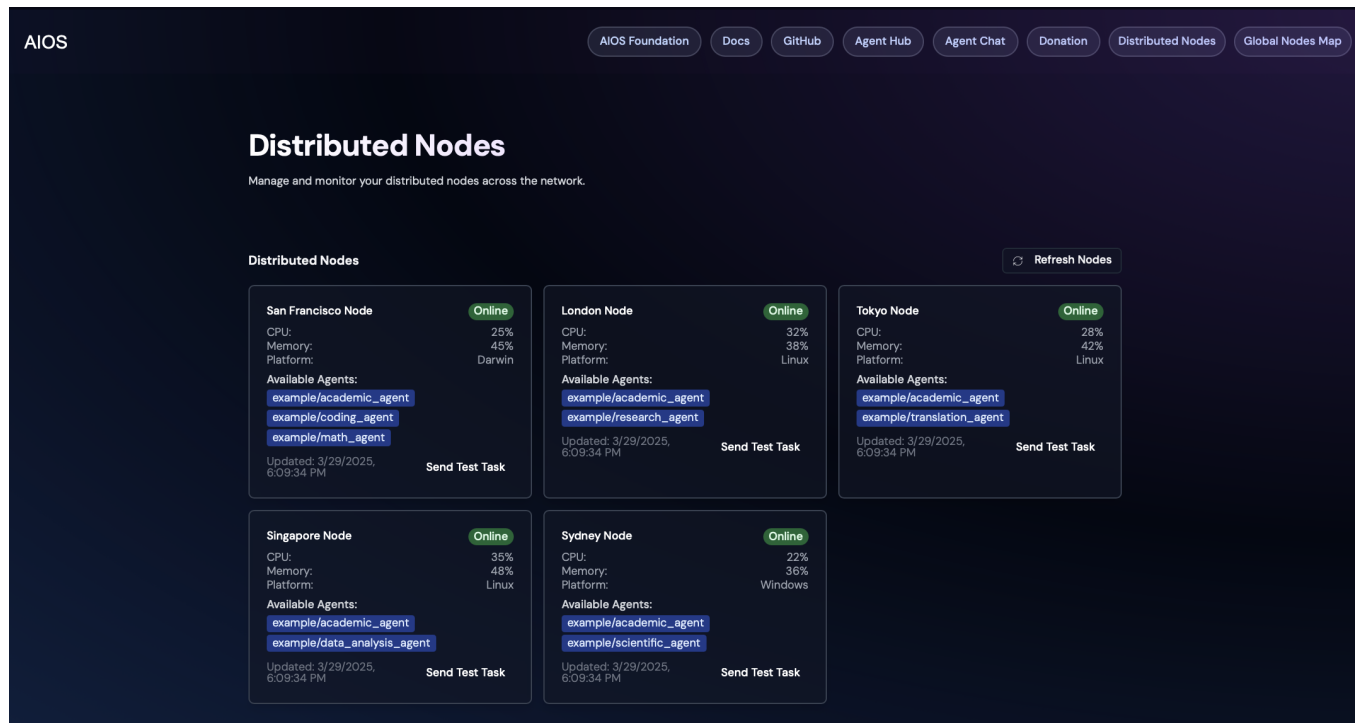 AIOS
AIOS Foundation
Docs
GitHub
Agent Hub
Agent Chat
Donation
Distributed Nodes
Global Nodes Map
Distributed Nodes
Manage and monitor your distributed nodes across the network.
Distributed Nodes
Refresh Nodes
San Francisco Node Online
CPU: 25%
Memory: 45%
Platform: Darwin
Available Agents:
example/academic_agent
example/coding_agent
example/math_agent
Updated: 3/29/2025,
6:09:34 PM
Send Test Task
London Node Online
CPU: 32%
Memory: 38%
Platform: Linux
Available Agents:
example/academic_agent
example/research_agent
Updated: 3/29/2025,
6:09:34 PM
Send Test Task
Tokyo Node Online
CPU: 28%
Memory: 42%
Platform: Linux
Available Agents:
example/academic_agent
example/translation_agent
Updated: 3/29/2025,
6:09:34 PM
Send Test Task
Singapore Node Online
CPU: 35%
Memory: 48%
Platform: Linux
Available Agents:
example/academic_agent
example/data_analysis_agent
Updated: 3/29/2025,
6:09:34 PM
Send Test Task
Sydney Node Online
CPU: 22%
Memory: 36%
Platform: Windows
Available Agents:
example/academic_agent
example/scientific_agent
Updated: 3/29/2025,
6:09:34 PM
Send Test Task